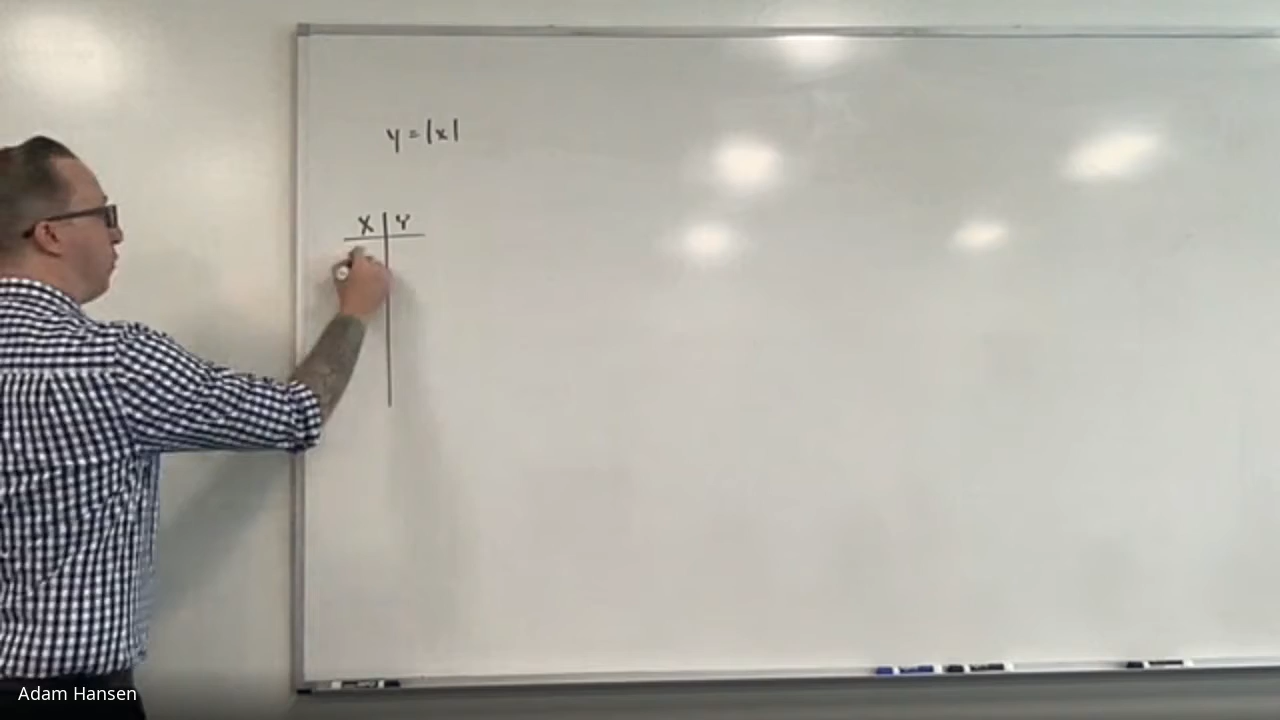 y = |x|
X Y
Adam Hansen